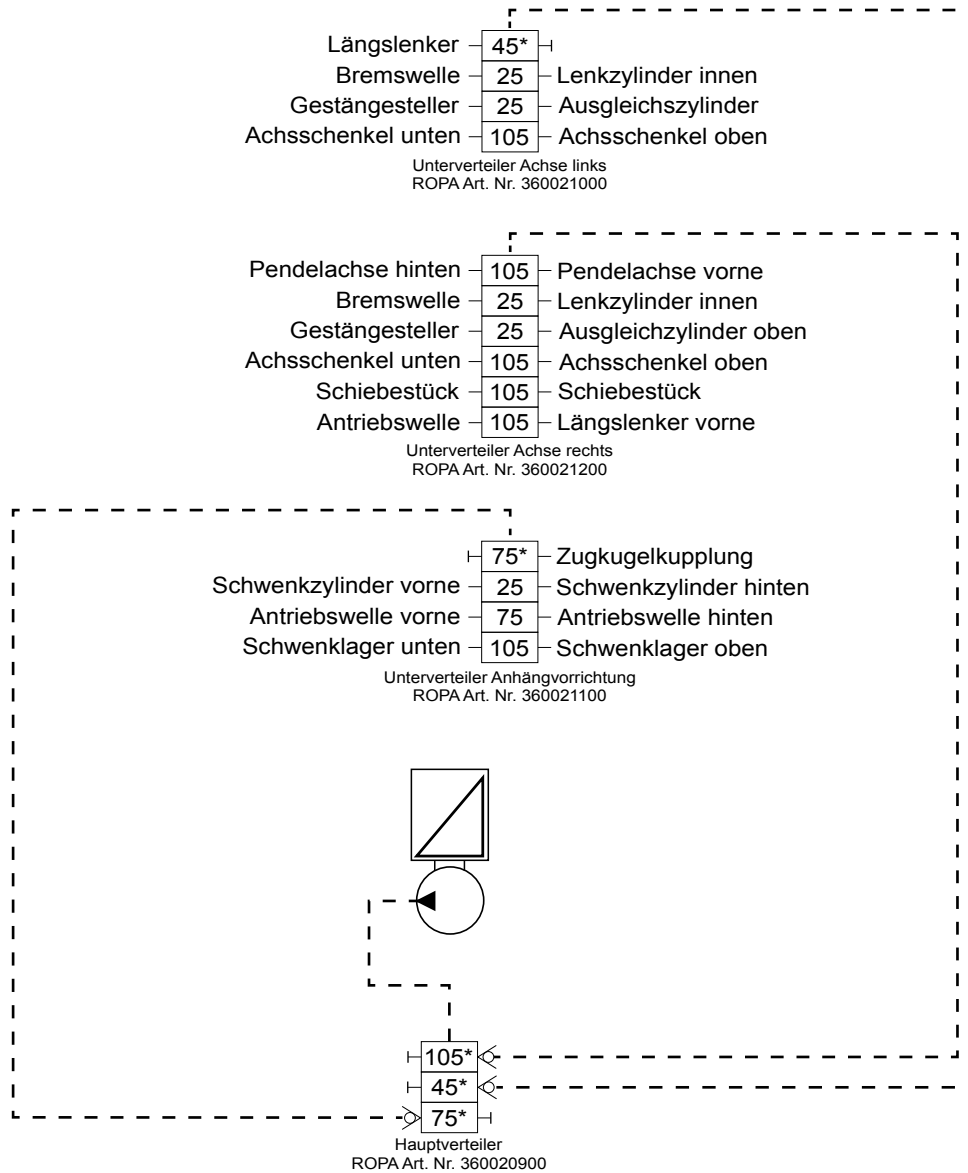 Längslenker 45*
Bremswelle 25 Lenkzylinder innen
Gestängesteller 25 Ausgleichszylinder
Achsschenkel unten 105 Achsschenkel oben
Unterverteiler Achse links
ROPA Art. Nr. 360021000
Pendelachse hinten 105 Pendelachse vorne
Bremswelle 25 Lenkzylinder innen
Gestängesteller 25 Ausgleichzylinder oben
Achsschenkel unten 105 Achsschenkel oben
Schiebestück 105 Schiebestück
Antriebswelle 105 Längslenker vorne
Unterverteiler Achse rechts
ROPA Art. Nr. 360021200
75* Zugkugelkupplung
Schwenkzylinder vorne 25 Schwenkzylinder hinten
Antriebswelle vorne 75 Antriebswelle hinten
Schwenklager unten 105 Schwenklager oben
Unterverteiler Anhängvorrichtung
ROPA Art. Nr. 360021100
105*
45*
75*
Hauptverteiler
ROPA Art. Nr. 360020900